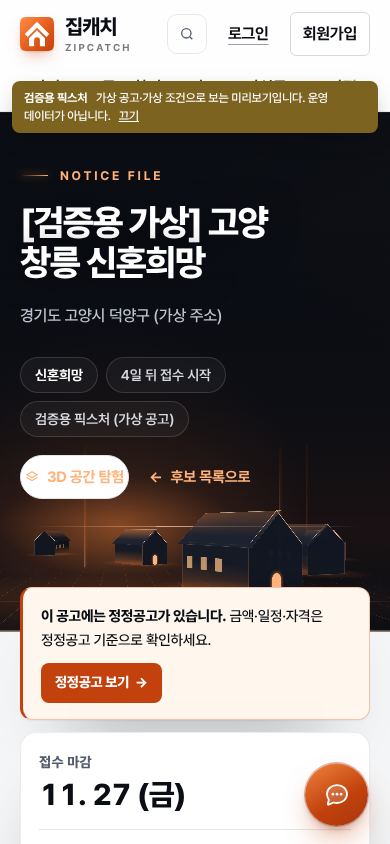 집캐치
ZIPCATCH
로그인
회원가입
검증용 픽스처 가상 공고·가상 조건으로 보는 미리보기입니다. 운영
데이터가 아닙니다. 끄기
NOTICE FILE
[검증용 가상] 고양
창릉 신혼희망
경기도 고양시 덕양구 (가상 주소)
신혼희망
4일 뒤 접수 시작
검증용 픽스처 (가상 공고)
3D 공간 탐험
← 후보 목록으로
이 공고에는 정정공고가 있습니다. 금액·일정·자격은
정정공고 기준으로 확인하세요.
정정공고 보기 →
접수 마감
11. 27 (금)